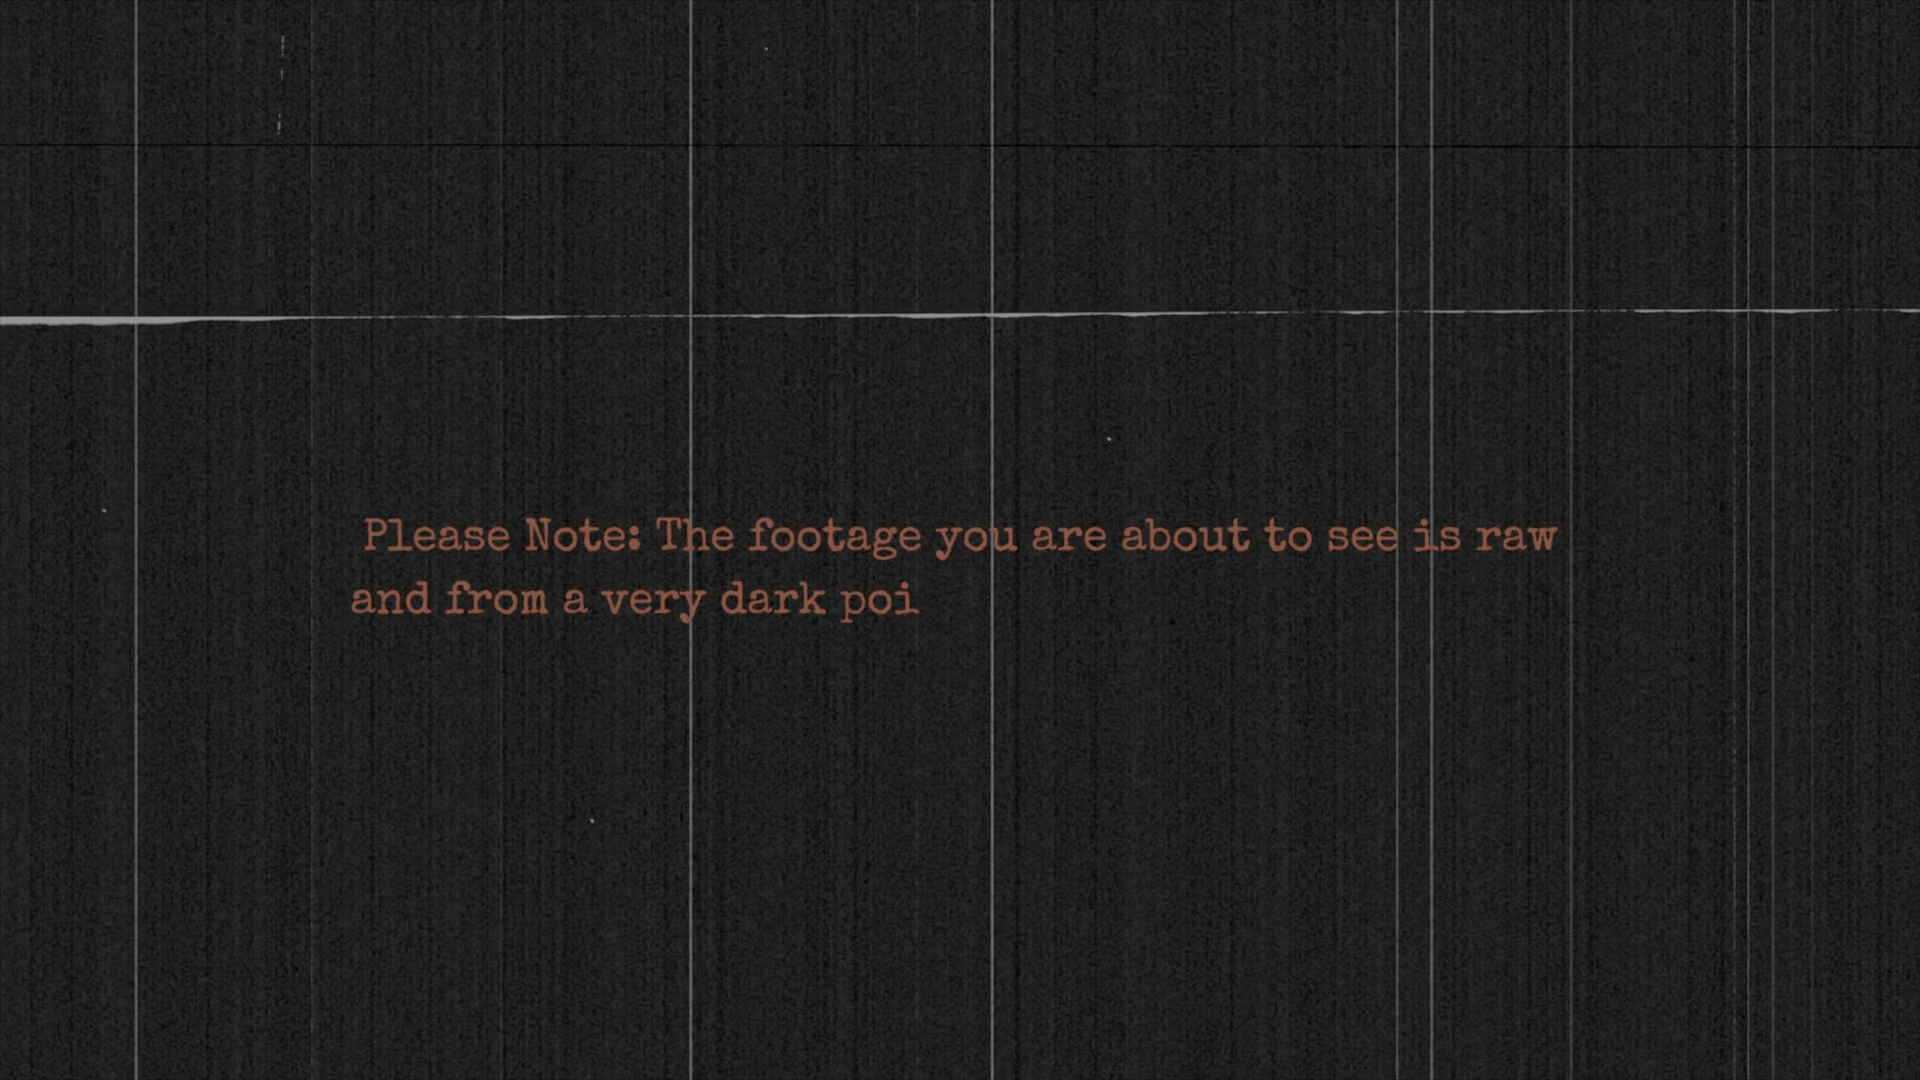 Please Note: The footage you are about to see is raw
and from a very dark poi